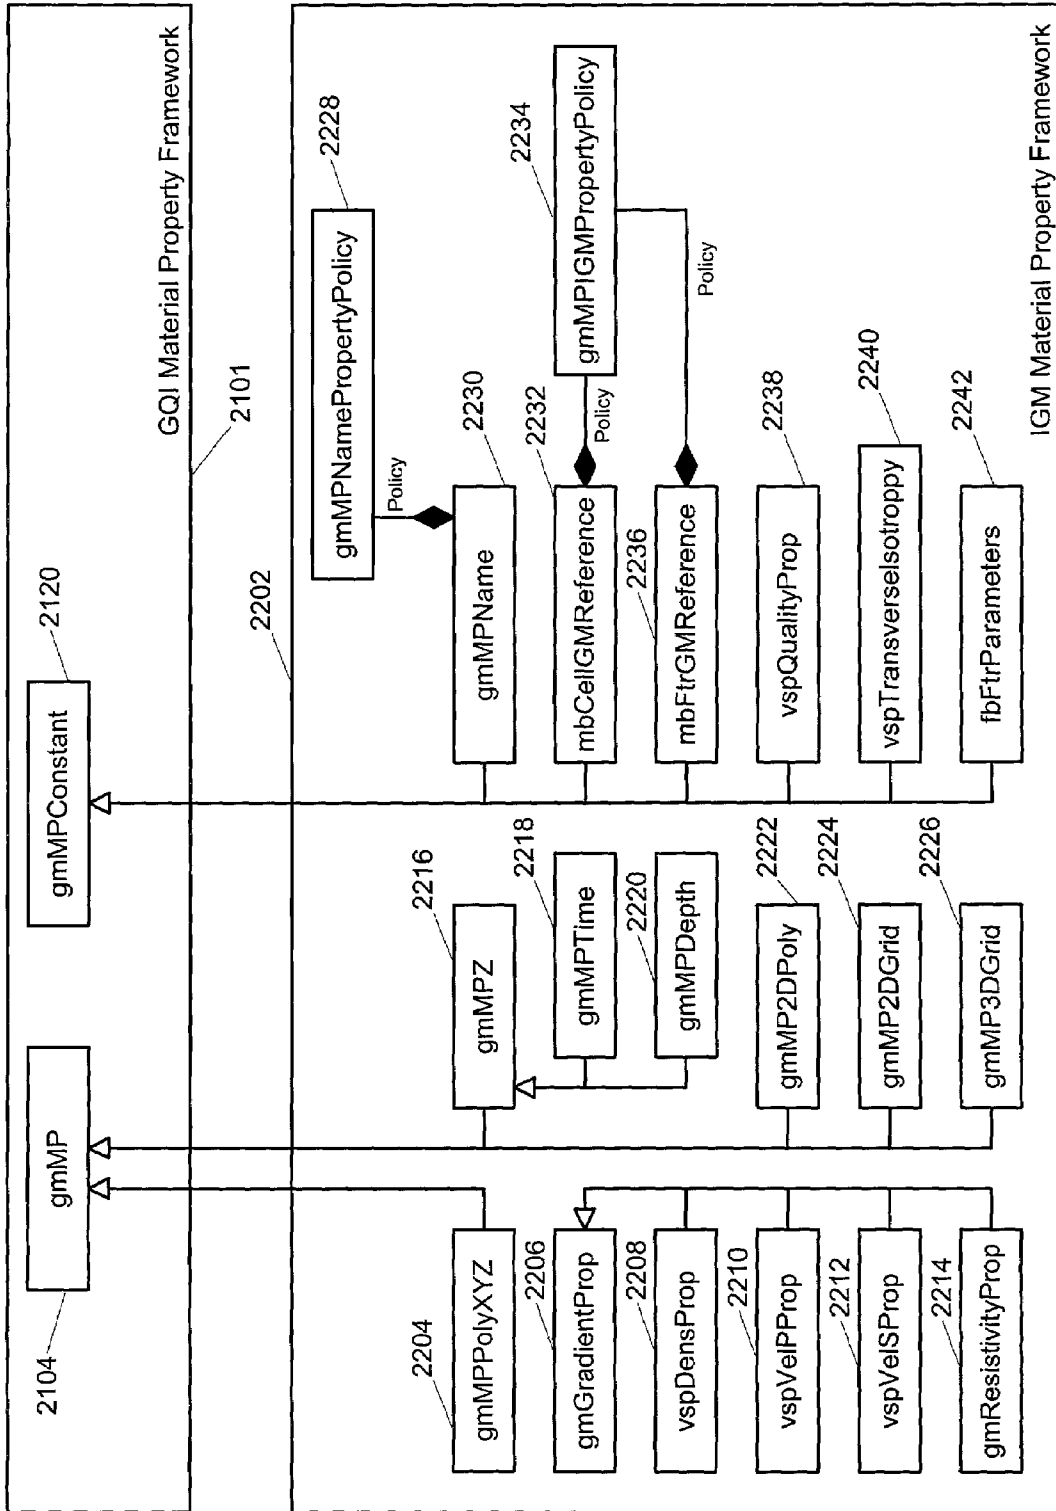 GQI Material Property Framework
2101
gmMP
2104
gmMPConstant
2120
2202
IGM Material Property Framework
gmMPPolyXYZ
2204
gmGradientProp
2206
vspDensProp
2208
vspVelPProp
2210
vspVelSProp
2212
gmResistivityProp
2214
gmMPZ
2216
gmMPTime
2218
gmMPDepth
2220
gmMP2DPoly
2222
gmMP2DGrid
2224
gmMP3DGrid
2226
gmMPNamePropertyPolicy
2228
Policy
gmMPName
2230
mbCellGMReference
2232
Policy
gmMPIGMPropertyPolicy
2234
mbFtrGMReference
2236
Policy
vspQualityProp
2238
vspTransverseIsotroppy
2240
fbFtrParameters
2242